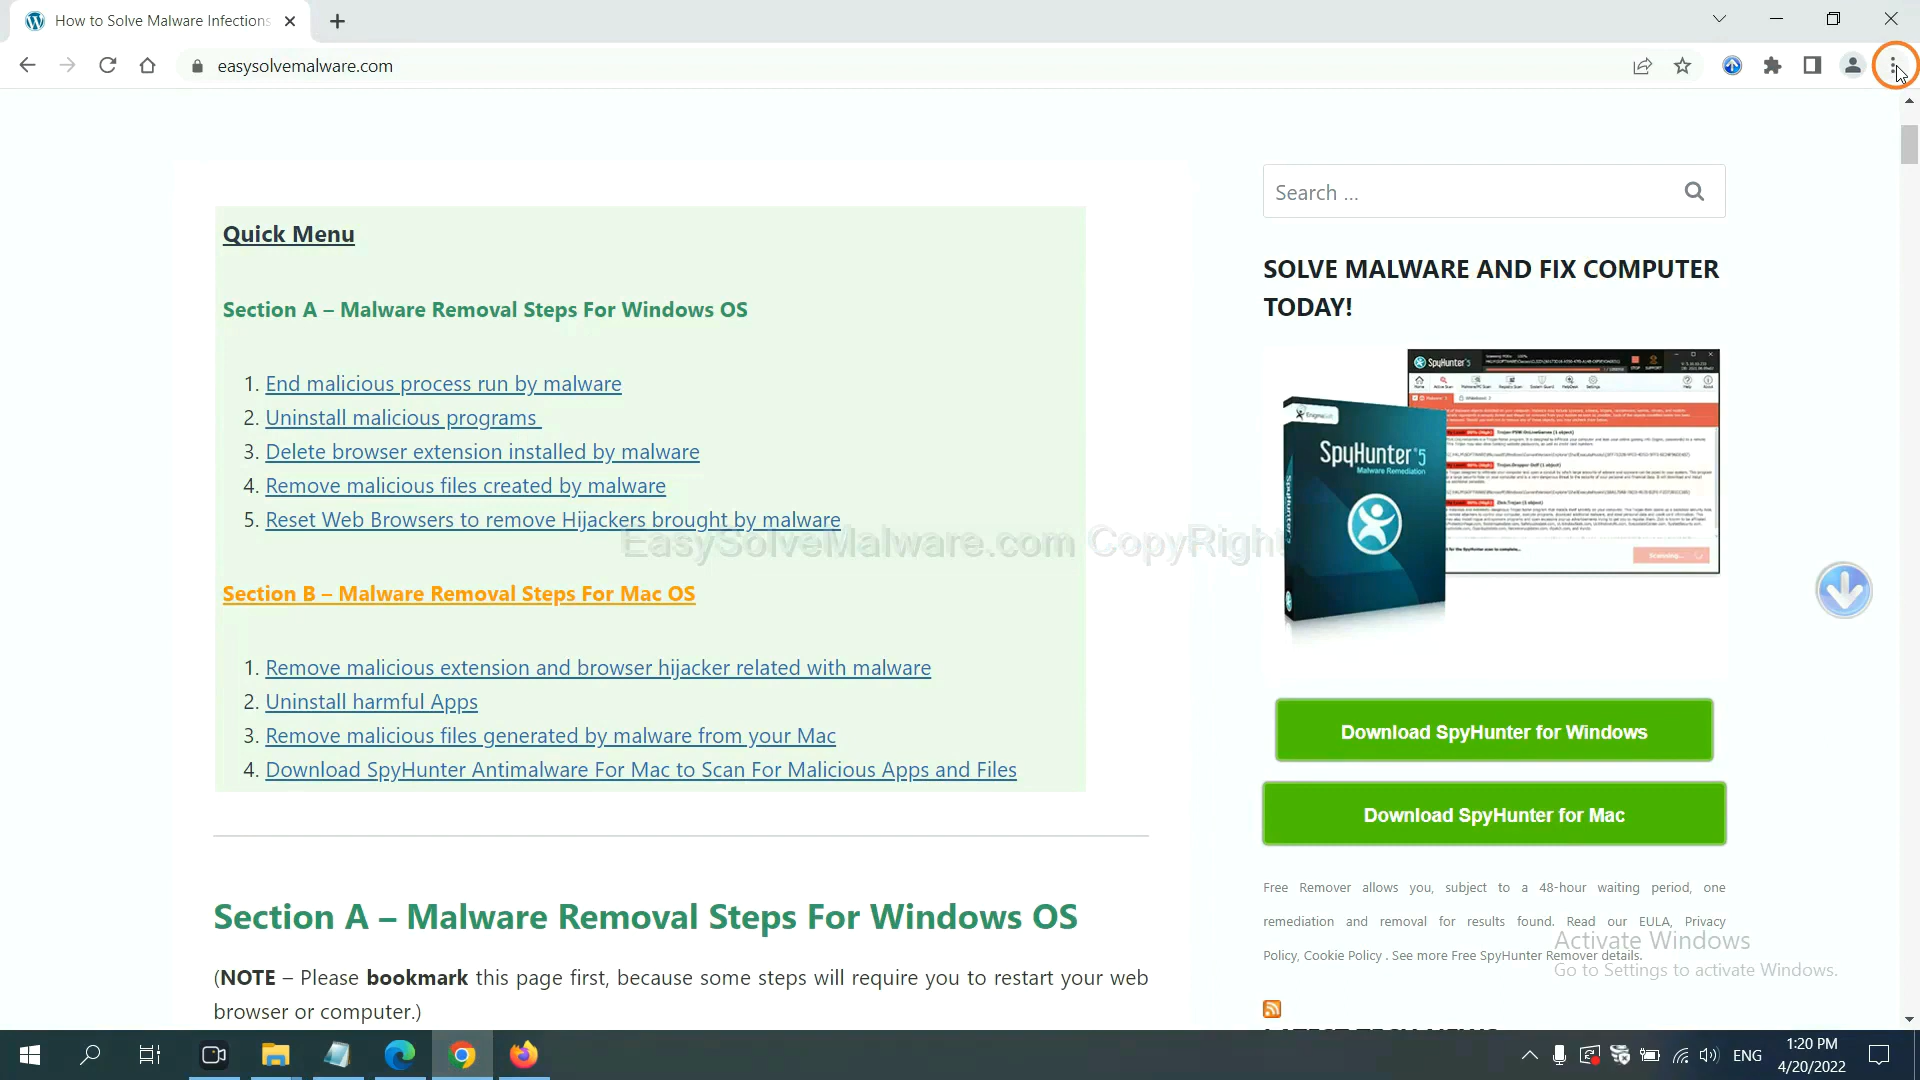 How to Solve Malware Infections
easysolvemalware.com
Search ...
Quick Menu
Section A – Malware Removal Steps For Windows OS
1. End malicious process run by malware
2. Uninstall malicious programs
3. Delete browser extension installed by malware
4. Remove malicious files created by malware
5. Reset Web Browsers to remove Hijackers brought by malware
EasySolveMalware.com CopyRight
Section B – Malware Removal Steps For Mac OS
1. Remove malicious extension and browser hijacker related with malware
2. Uninstall harmful Apps
3. Remove malicious files generated by malware from your Mac
4. Download SpyHunter Antimalware For Mac to Scan For Malicious Apps and Files
Section A – Malware Removal Steps For Windows OS
(NOTE – Please bookmark this page first, because some steps will require you to restart your web
browser or computer.)
SOLVE MALWARE AND FIX COMPUTER
TODAY!
SpyHunter 5
EnigmaSoft
SpyHunter 5
Malware Remediation
SpyHunter 5
Scanning...
Download SpyHunter for Windows
Download SpyHunter for Mac
Free Remover allows you, subject to a 48-hour waiting period, one
remediation and removal for results found. Read our EULA, Privacy
Policy, Cookie Policy . See more Free SpyHunter Remover details.
Activate Windows
Go to Settings to activate Windows.
LATEST TECH NEWS
ENG
1:20 PM
4/20/2022